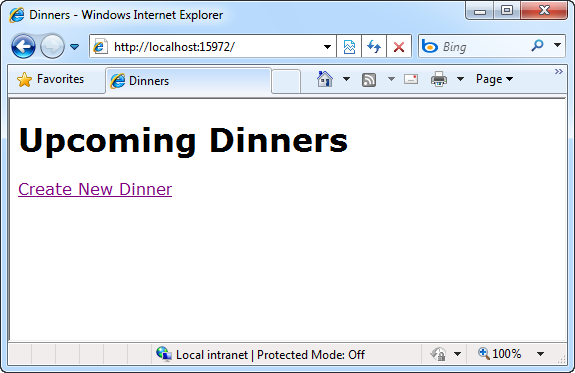 Dinners - Windows Internet Explorer
http://localhost:15972/
Bing
Favorites
Dinners
Page
»
Upcoming Dinners
Create New Dinner
Local intranet | Protected Mode: Off
100%